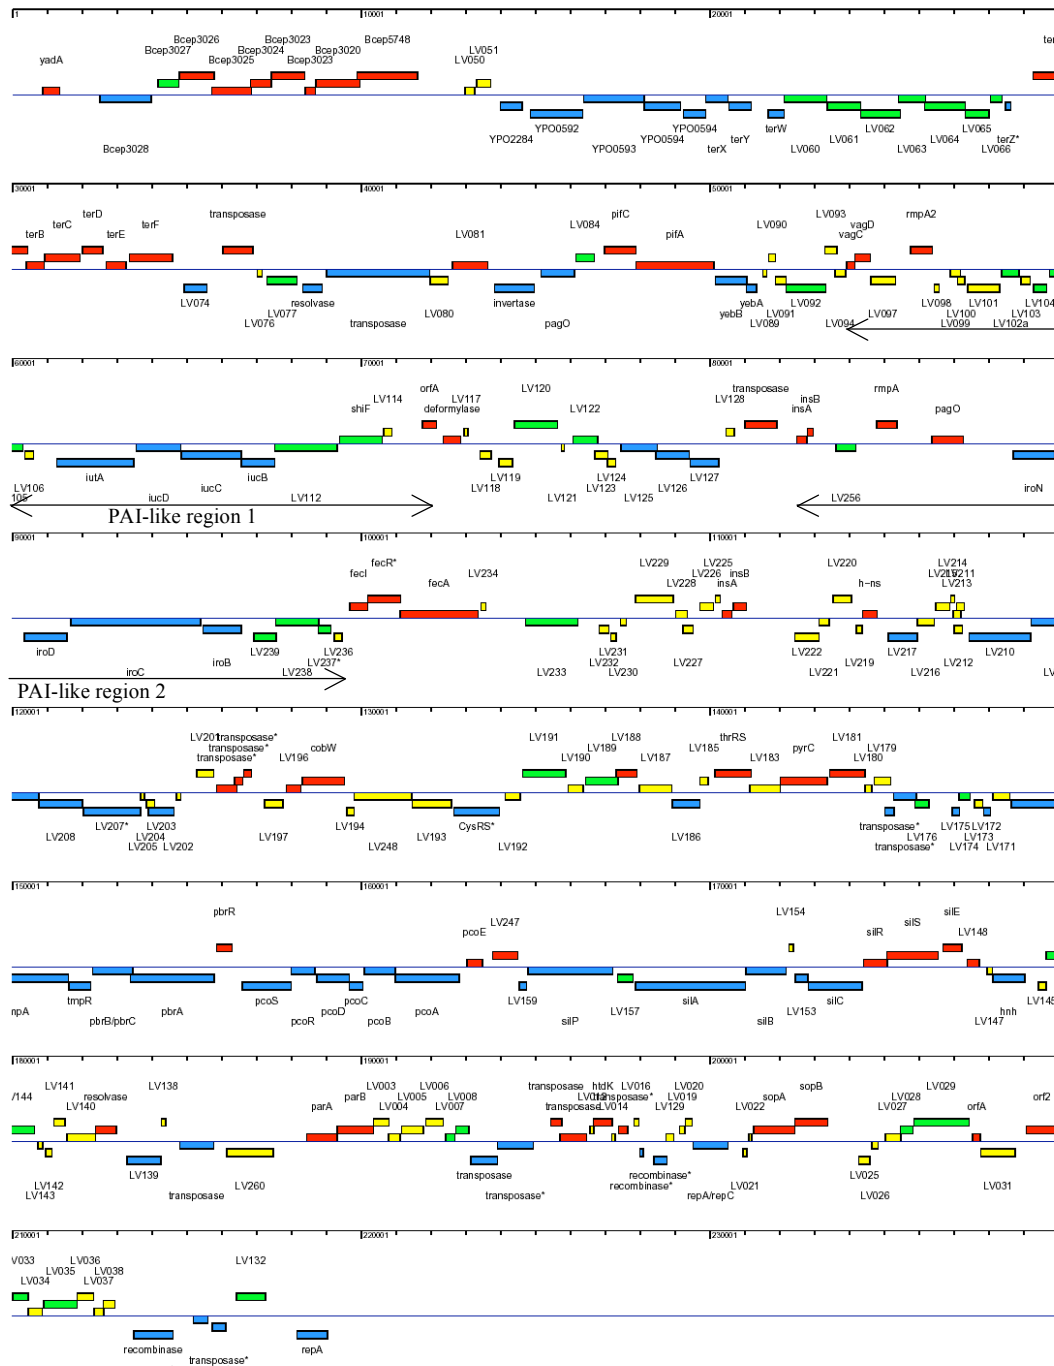 1 10001 20001
Bcep3026 Bcep3023 Bcep5748 LV051
Bcep3027 Bcep3024 Bcep3020 LV050 ter
yadA Bcep3025 Bcep3023
YPO0592 YPO0594 terY LV062 LV065 terZ*
YPO2284 YPO0594 terW LV061 LV064
Bcep3028 YPO0593 terX LV060 LV063 LV066
30001 40001 50001
terD LV093
terC terF transposase LV084 pifC LV090 vagD rmpA2
terB terE LV081 pifA vagC
LV074 resolvase invertase yebA LV092 LV097 LV098 LV101 LV104
LV077 LV080 yebB LV091 LV100 LV103
LV076 transposase pagO LV089 LV094 LV099 LV102a
60001 70001 80001
LV114 orfA LV117 LV120 LV128 transposase insB rmpA
shiF deformylase LV122 insA pagO
LV106 iutA iucB LV119 LV124 LV127
105 iucC LV118 LV123 LV126 iroN
iucD LV112 LV121 LV125 LV256
PAI-like region 1
90001 100001 110001
fecR* LV229 LV225 LV220 LV214
fecI LV234 LV228 LV226 insB LV211
fecA insA h-ns LV213
iroD LV239 LV236 LV231 LV222 LV217 LV210
iroB LV237* LV232 LV227 LV219 LV212
iroC LV238 LV233 LV230 LV221 LV216
PAI-like region 2
120001 130001 140001
LV201 transposase* LV191 LV188 thrRS LV181
transposase* cobW LV189 LV185 pyrC LV179
transposase* LV196 LV190 LV187 LV183 LV180
LV207* LV203 CysRS* transposase* LV175 LV172
LV208 LV204 LV197 LV194 LV193 LV186 LV176 LV173
LV205 LV202 LV248 LV192 transposase* LV174 LV171
150001 160001 170001
pbrR LV247 LV154 silS silE
pcoE silR LV148
pcoS LV159 LV145
tmpR pbrA pcoD pcoA LV157 silA LV153 silC hnh
pbrB/pbrC pcoR pcoC pcoB silP silB LV147
180001 190001 200001
LV141 LV138 LV003 LV006 transposase htdK LV016 LV020 sopB LV029
resolvase parB LV005 LV008 transposase* LV019 LV022 LV028 orf2
LV140 parA LV004 LV007 transposase LV014 LV129 sopA LV027 orfA
LV139 LV260 transposase recombinase* LV025
LV142 recombinase* LV021 LV031
LV143 transposase transposase* repA/repC LV026
210001 220001 230001
LV036 LV132
LV035 LV038
LV034 LV037
recombinase repA
transposase*